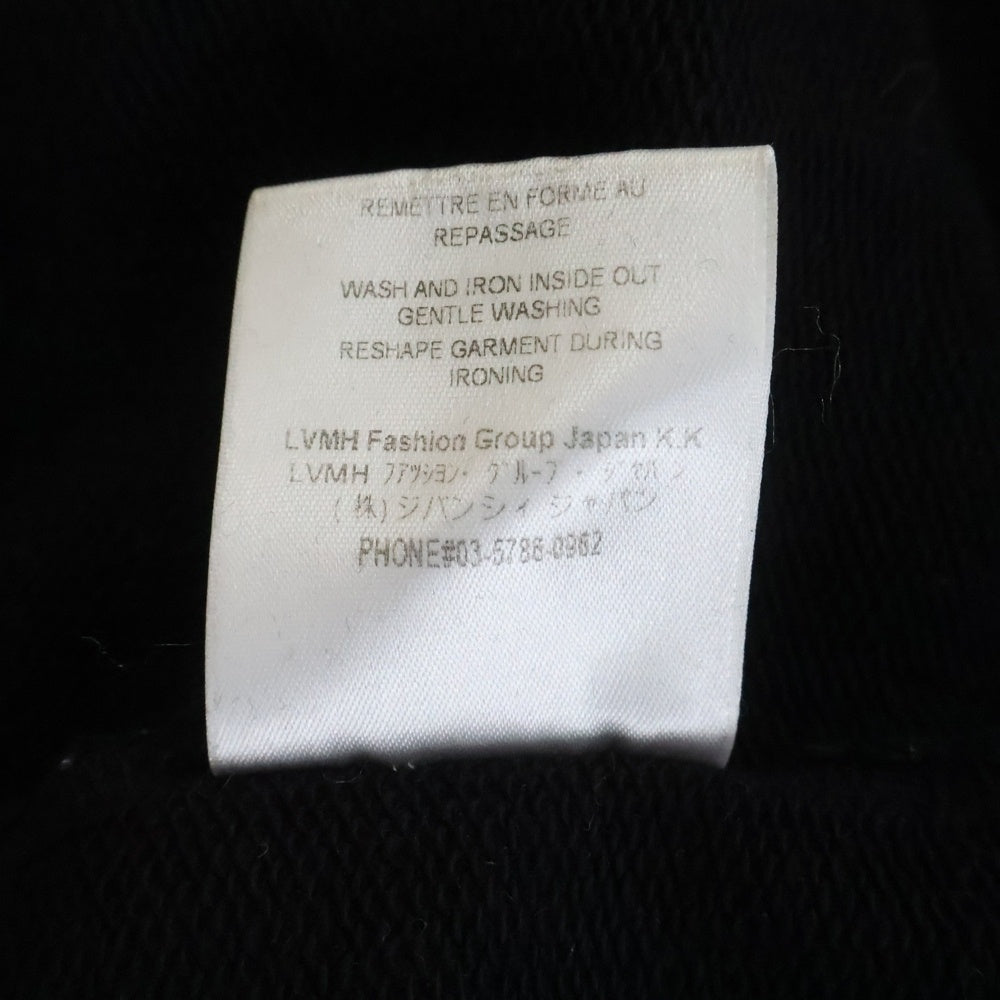 REMETTRE EN FORME AU
REPASSAGE
WASH AND IRON INSIDE OUT
GENTLE WASHING
RESHAPE GARMENT DURING
IRONING
LVMH Fashion Group Japan K.K
LVMH ファッション・グループ・ジャパン
(株)ジバンシィ ジャパン
PHONE#03-5786-0962